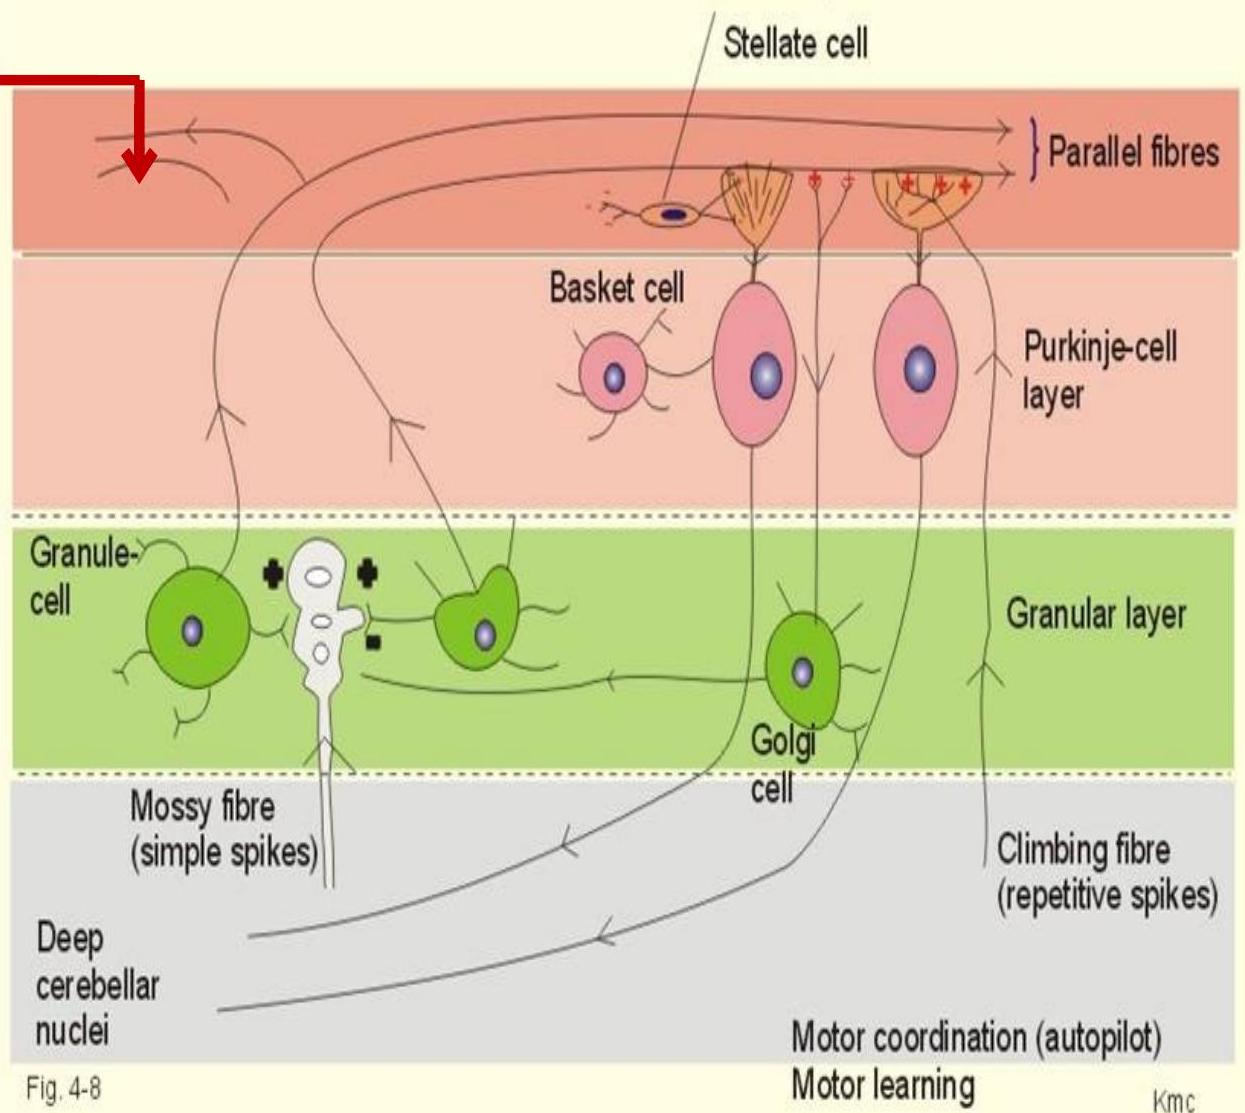 Stellate cell
Parallel fibres
Basket cell
Purkinje-cell
layer
Granule-
cell
Granular layer
Golgi
cell
Mossy fibre
(simple spikes)
Climbing fibre
(repetitive spikes)
Deep
cerebellar
nuclei
Motor coordination (autopilot)
Motor learning
Fig. 4-8
Kmc